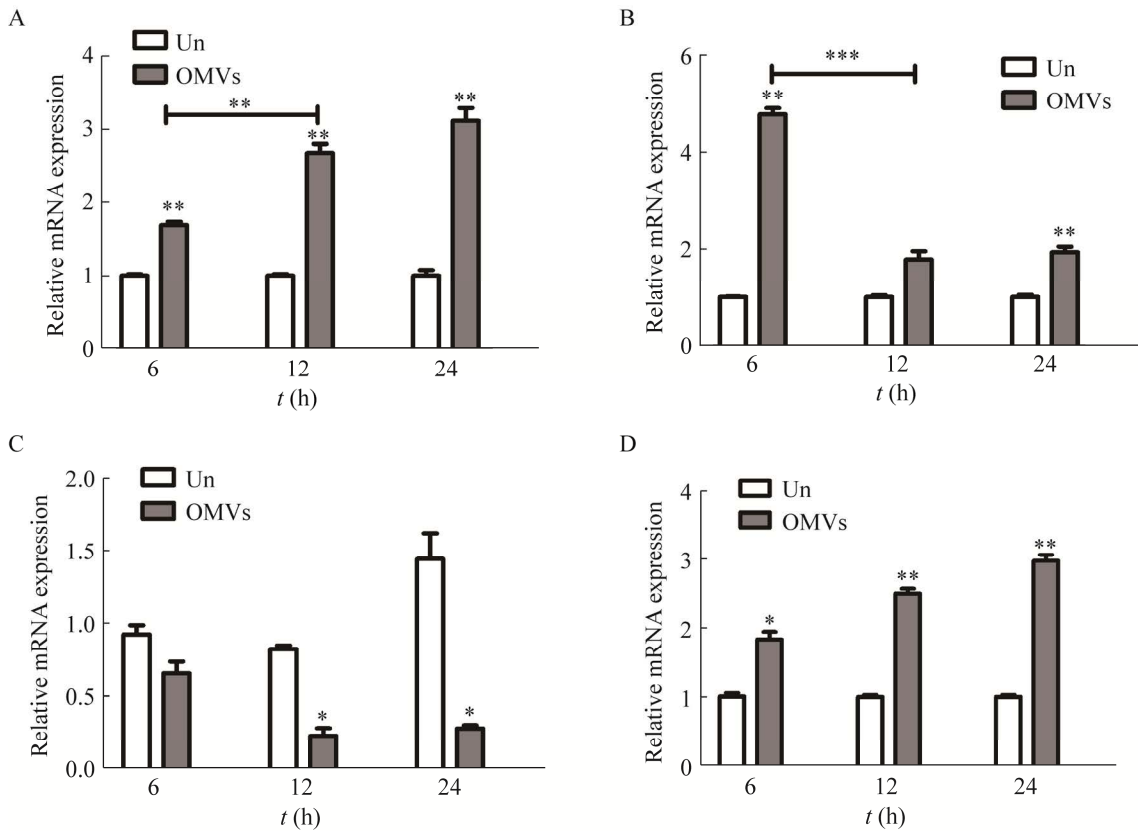 A
Un
OMVs
Relative mRNA expression
4
3
2
1
0
**
**
**
**
6
12
24
t (h)
B
Un
OMVs
Relative mRNA expression
6
4
2
0
***
**
**
6
12
24
t (h)
C
Un
OMVs
Relative mRNA expression
2.0
1.5
1.0
0.5
0.0
*
*
6
12
24
t (h)
D
Un
OMVs
Relative mRNA expression
4
3
2
1
0
*
**
**
6
12
24
t (h)